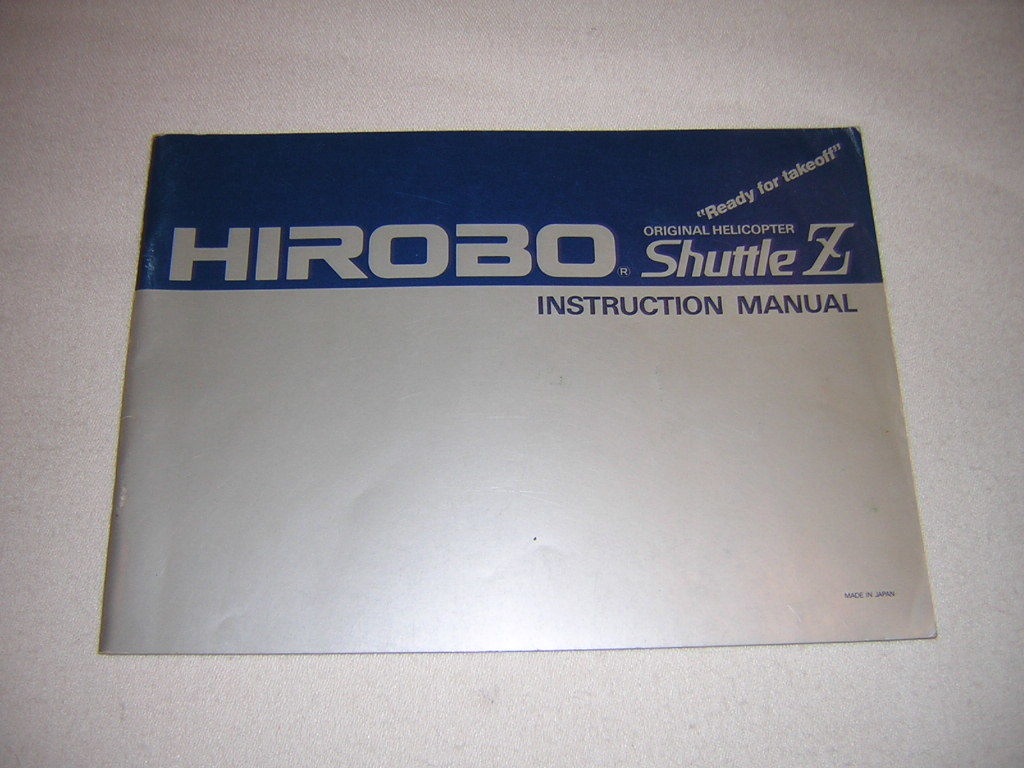 "Ready for takeoff"
HIROBO® ORIGINAL HELICOPTER
Shuttle Z
INSTRUCTION MANUAL
MADE IN JAPAN